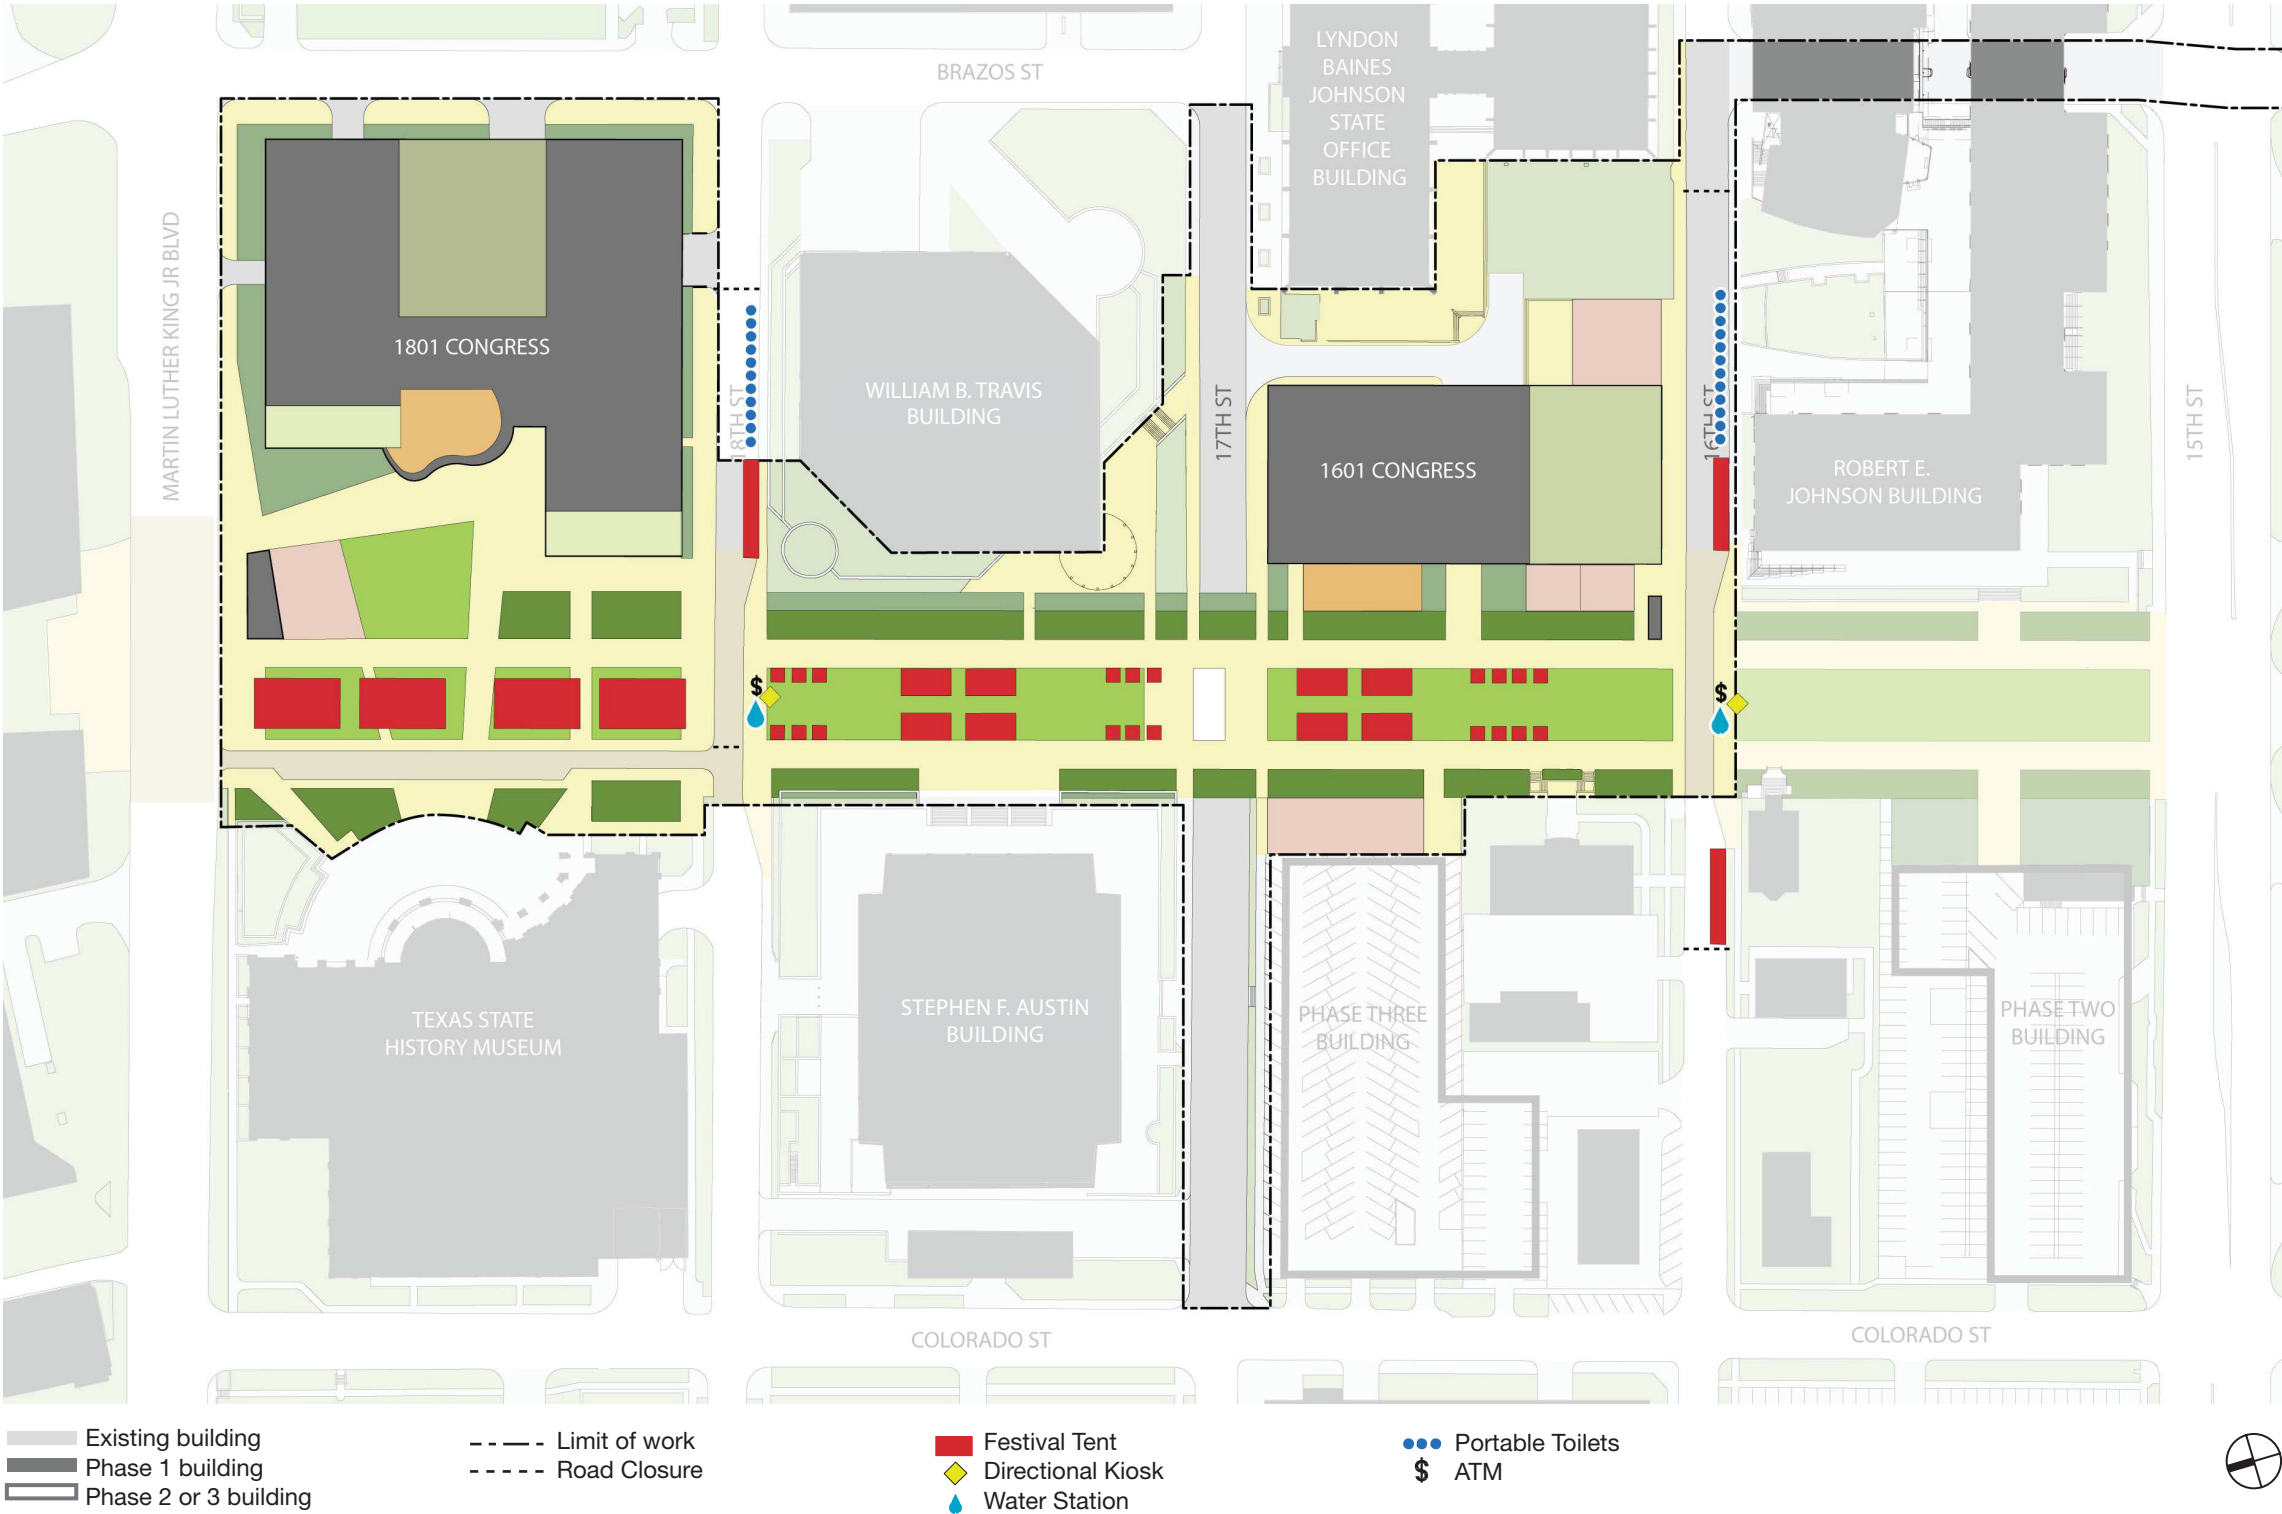 LYNDON
BAINES
JOHNSON
STATE
OFFICE
BUILDING
BRAZOS ST
MARTIN LUTHER KING JR BLVD
1801 CONGRESS
18TH ST
WILLIAM B. TRAVIS
BUILDING
17TH ST
1601 CONGRESS
16TH ST
ROBERT E.
JOHNSON BUILDING
15TH ST
$
$
TEXAS STATE
HISTORY MUSEUM
STEPHEN F. AUSTIN
BUILDING
PHASE THREE
BUILDING
PHASE TWO
BUILDING
COLORADO ST
COLORADO ST
Existing building
Phase 1 building
Phase 2 or 3 building
Limit of work
Road Closure
Festival Tent
Directional Kiosk
Water Station
Portable Toilets
$ ATM